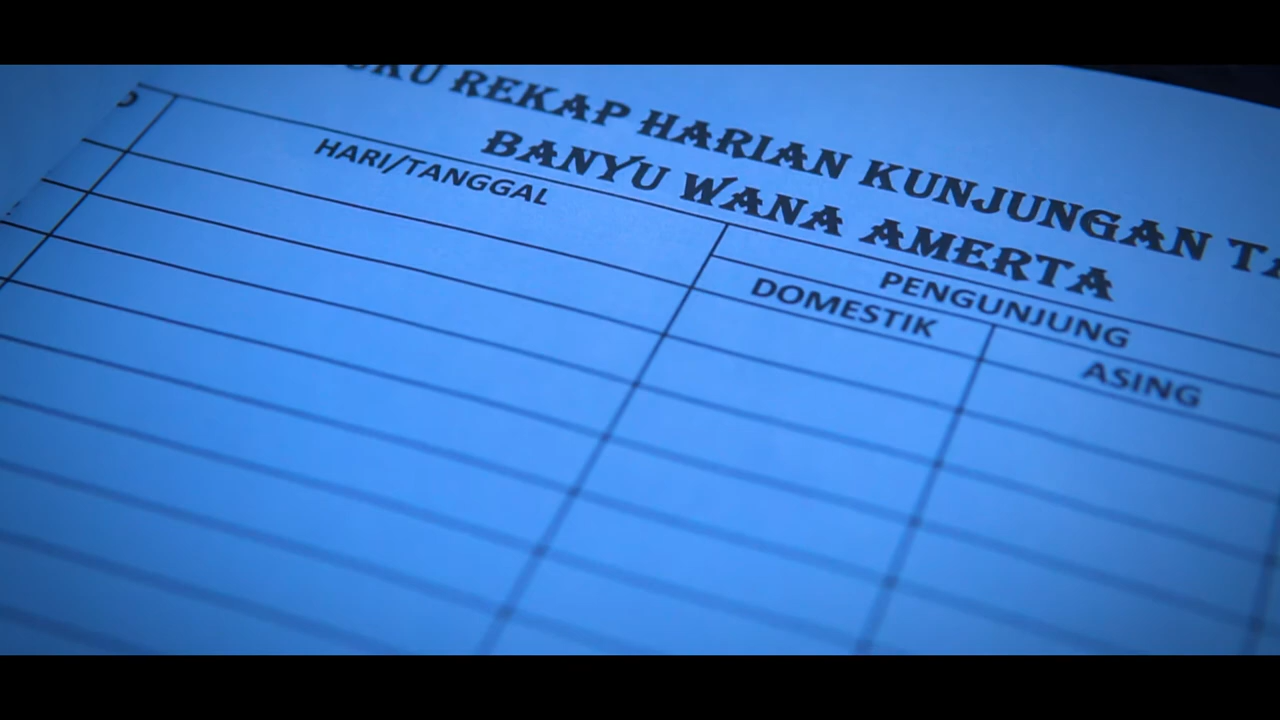 REKAP HARIAN KUNJUNGAN
BANYU WANA AMERTA
HARI/TANGGAL
PENGUNJUNG
DOMESTIK
ASING